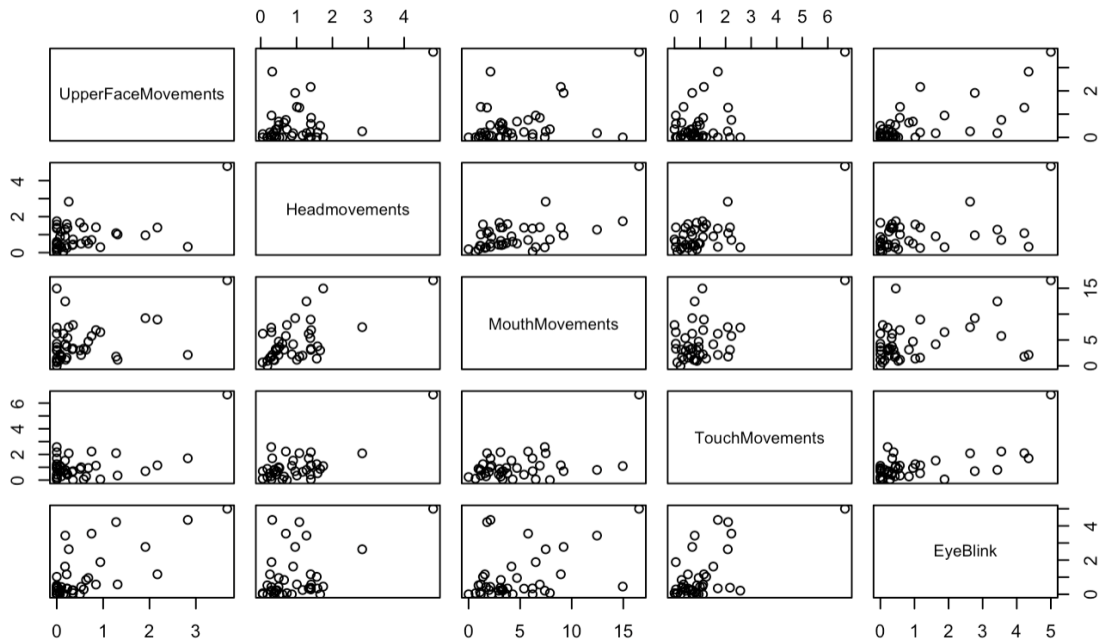 0 1 2 3 4
0 1 2 3 4 5 6
UpperFaceMovements
0 2
0 2 4
Headmovements
MouthMovements
0 5 15
0 2 4 6
TouchMovements
EyeBlink
0 2 4
0 1 2 3
0 5 10 15
0 1 2 3 4 5